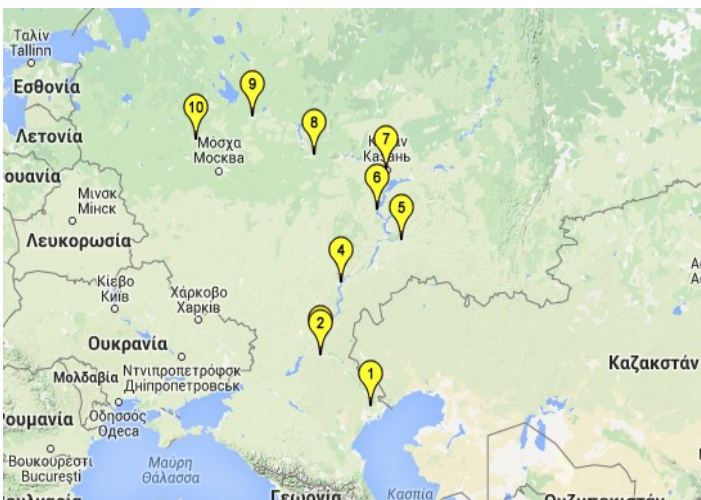 Ταλίν
Tallinn
Εσθονία
9
10
8
7
Λετονία
Μόσχα
Москва
Казань
ουανία
Μινσκ
Мінск
6
5
Λευκορωσία
4
Κίεβο
Київ
Χάρκοβο
Харків
2
Ουκρανία
Καζακστάν
1
Μολδαβία
Ντνιπροπετρόφσκ
Дніпропетровськ
Ρουμανία
Οδησσός
Одеса
Βουκουρέστι
București
Μαύρη
Θάλασσα
Γεωργία
Κασπία